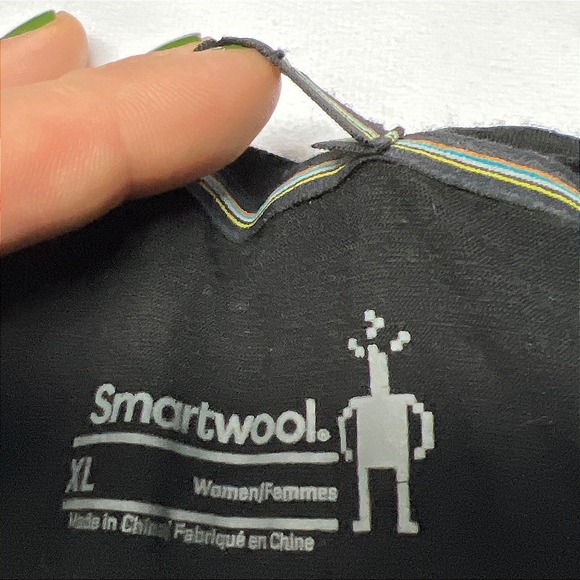 Smartwool.
XL
Women/Femmes
Made in China/ Fabriqué en Chine